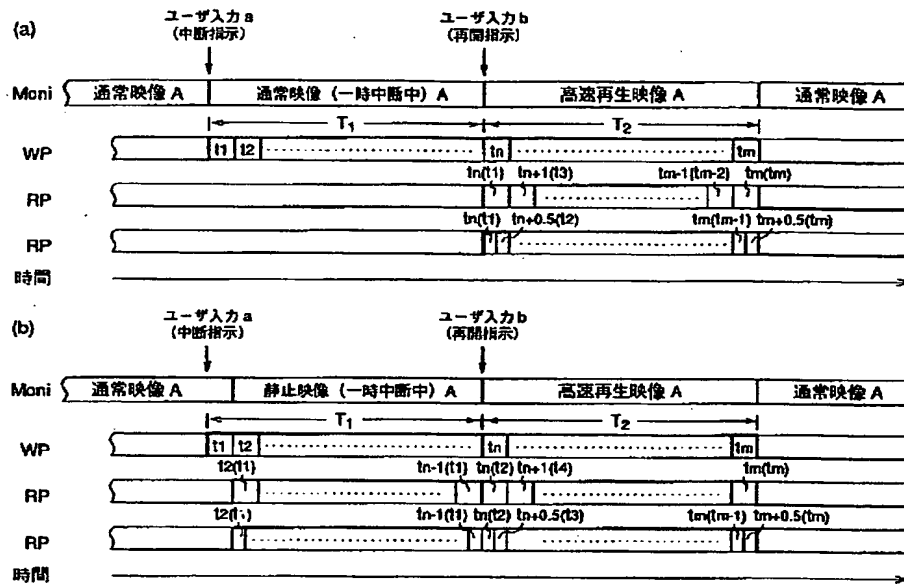 (a)
ユーザ入力 a
(中断指示)
ユーザ入力 b
(再開指示)
Moni 通常映像 A 通常映像 (一時中断中) A 高速再生映像 A 通常映像 A
T1 T2
WP t1 t2 tn tm
tn(t1) tn+1(t3) tm-1(tm-2) tm(tm)
RP
tn(t1) tn+0.5(t2) tm(tm-1) tm+0.5(tm)
RP
時間
(b)
ユーザ入力 a
(中断指示)
ユーザ入力 b
(再開指示)
Moni 通常映像 A 静止映像 (一時中断中) A 高速再生映像 A 通常映像 A
T1 T2
WP t1 t2 tn tm
t2(t1) tn-1(t1) tn(t2) tn+1(t4) tm(tm)
RP
t2(t1) tn-1(t1) tn(t2) tn+0.5(t3) tm(tm-1) tm+0.5(tm)
RP
時間